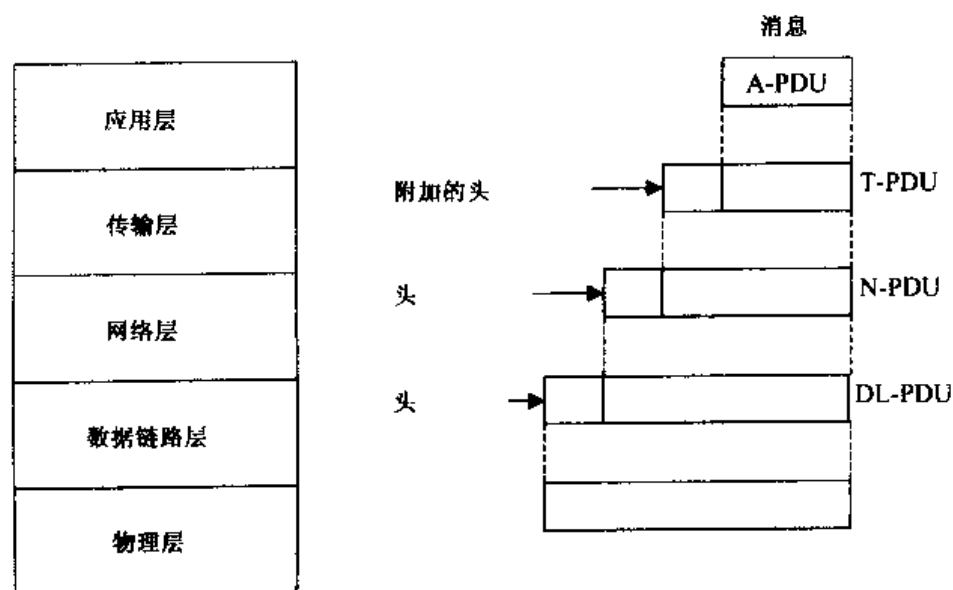 消息
A-PDU
应用层
附加的头
T-PDU
传输层
头
N-PDU
网络层
头
DL-PDU
数据链路层
物理层